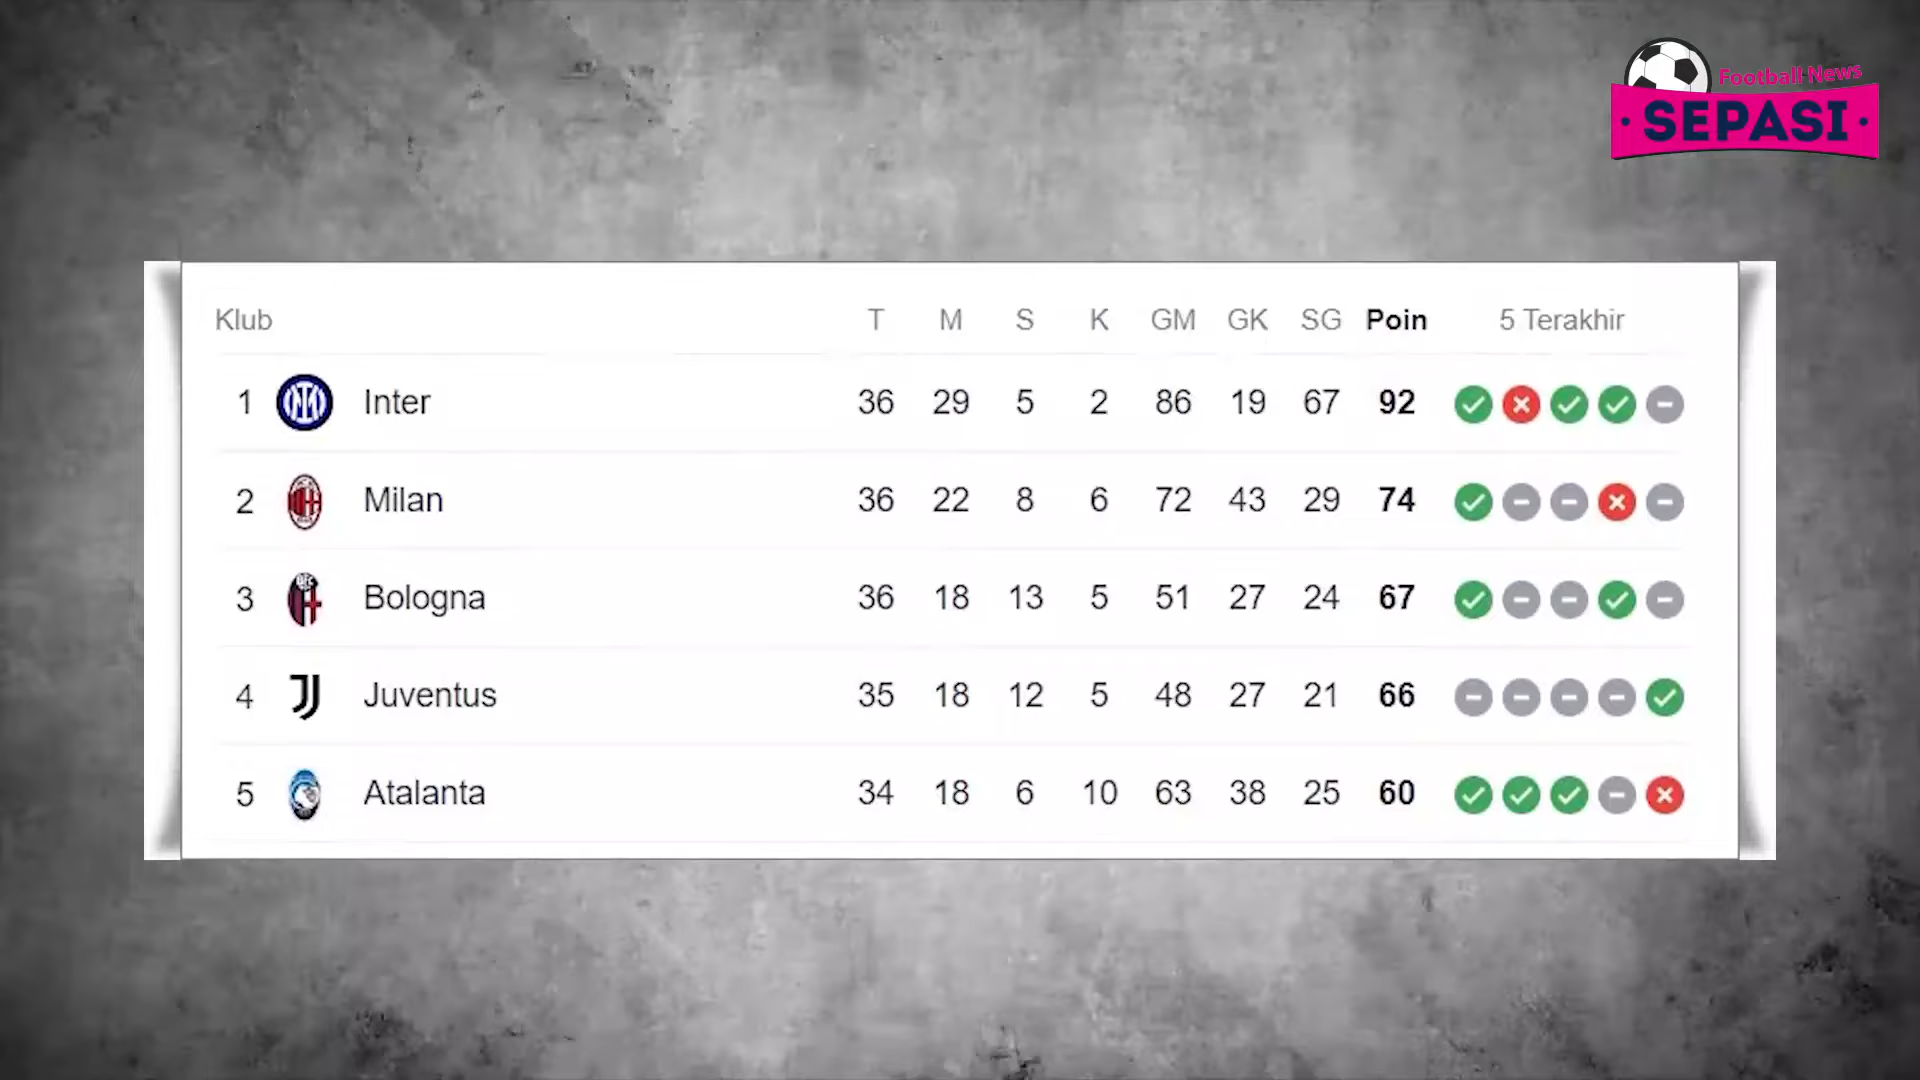 Football News
SEPASI
Klub T M S K GM GK SG Poin 5 Terakhir
1 Inter 36 29 5 2 86 19 67 92
2 Milan 36 22 8 6 72 43 29 74
3 Bologna 36 18 13 5 51 27 24 67
4 Juventus 35 18 12 5 48 27 21 66
5 Atalanta 34 18 6 10 63 38 25 60